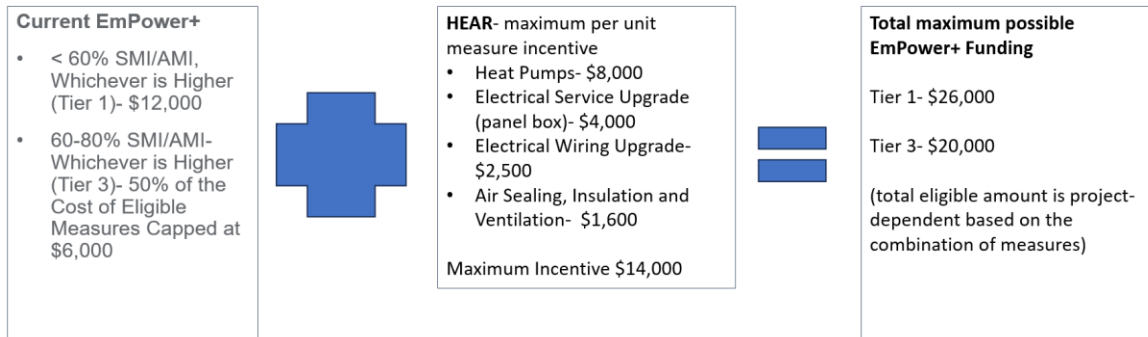 Current EmPower+
• < 60% SMI/AMI,
Whichever is Higher
(Tier 1)- $12,000
• 60-80% SMI/AMI-
Whichever is Higher
(Tier 3)- 50% of the
Cost of Eligible
Measures Capped at
$6,000
HEAR- maximum per unit
measure incentive
• Heat Pumps- $8,000
• Electrical Service Upgrade
(panel box)- $4,000
• Electrical Wiring Upgrade-
$2,500
• Air Sealing, Insulation and
Ventilation- $1,600
Maximum Incentive $14,000
Total maximum possible
EmPower+ Funding
Tier 1- $26,000
Tier 3- $20,000
(total eligible amount is project-
dependent based on the
combination of measures)